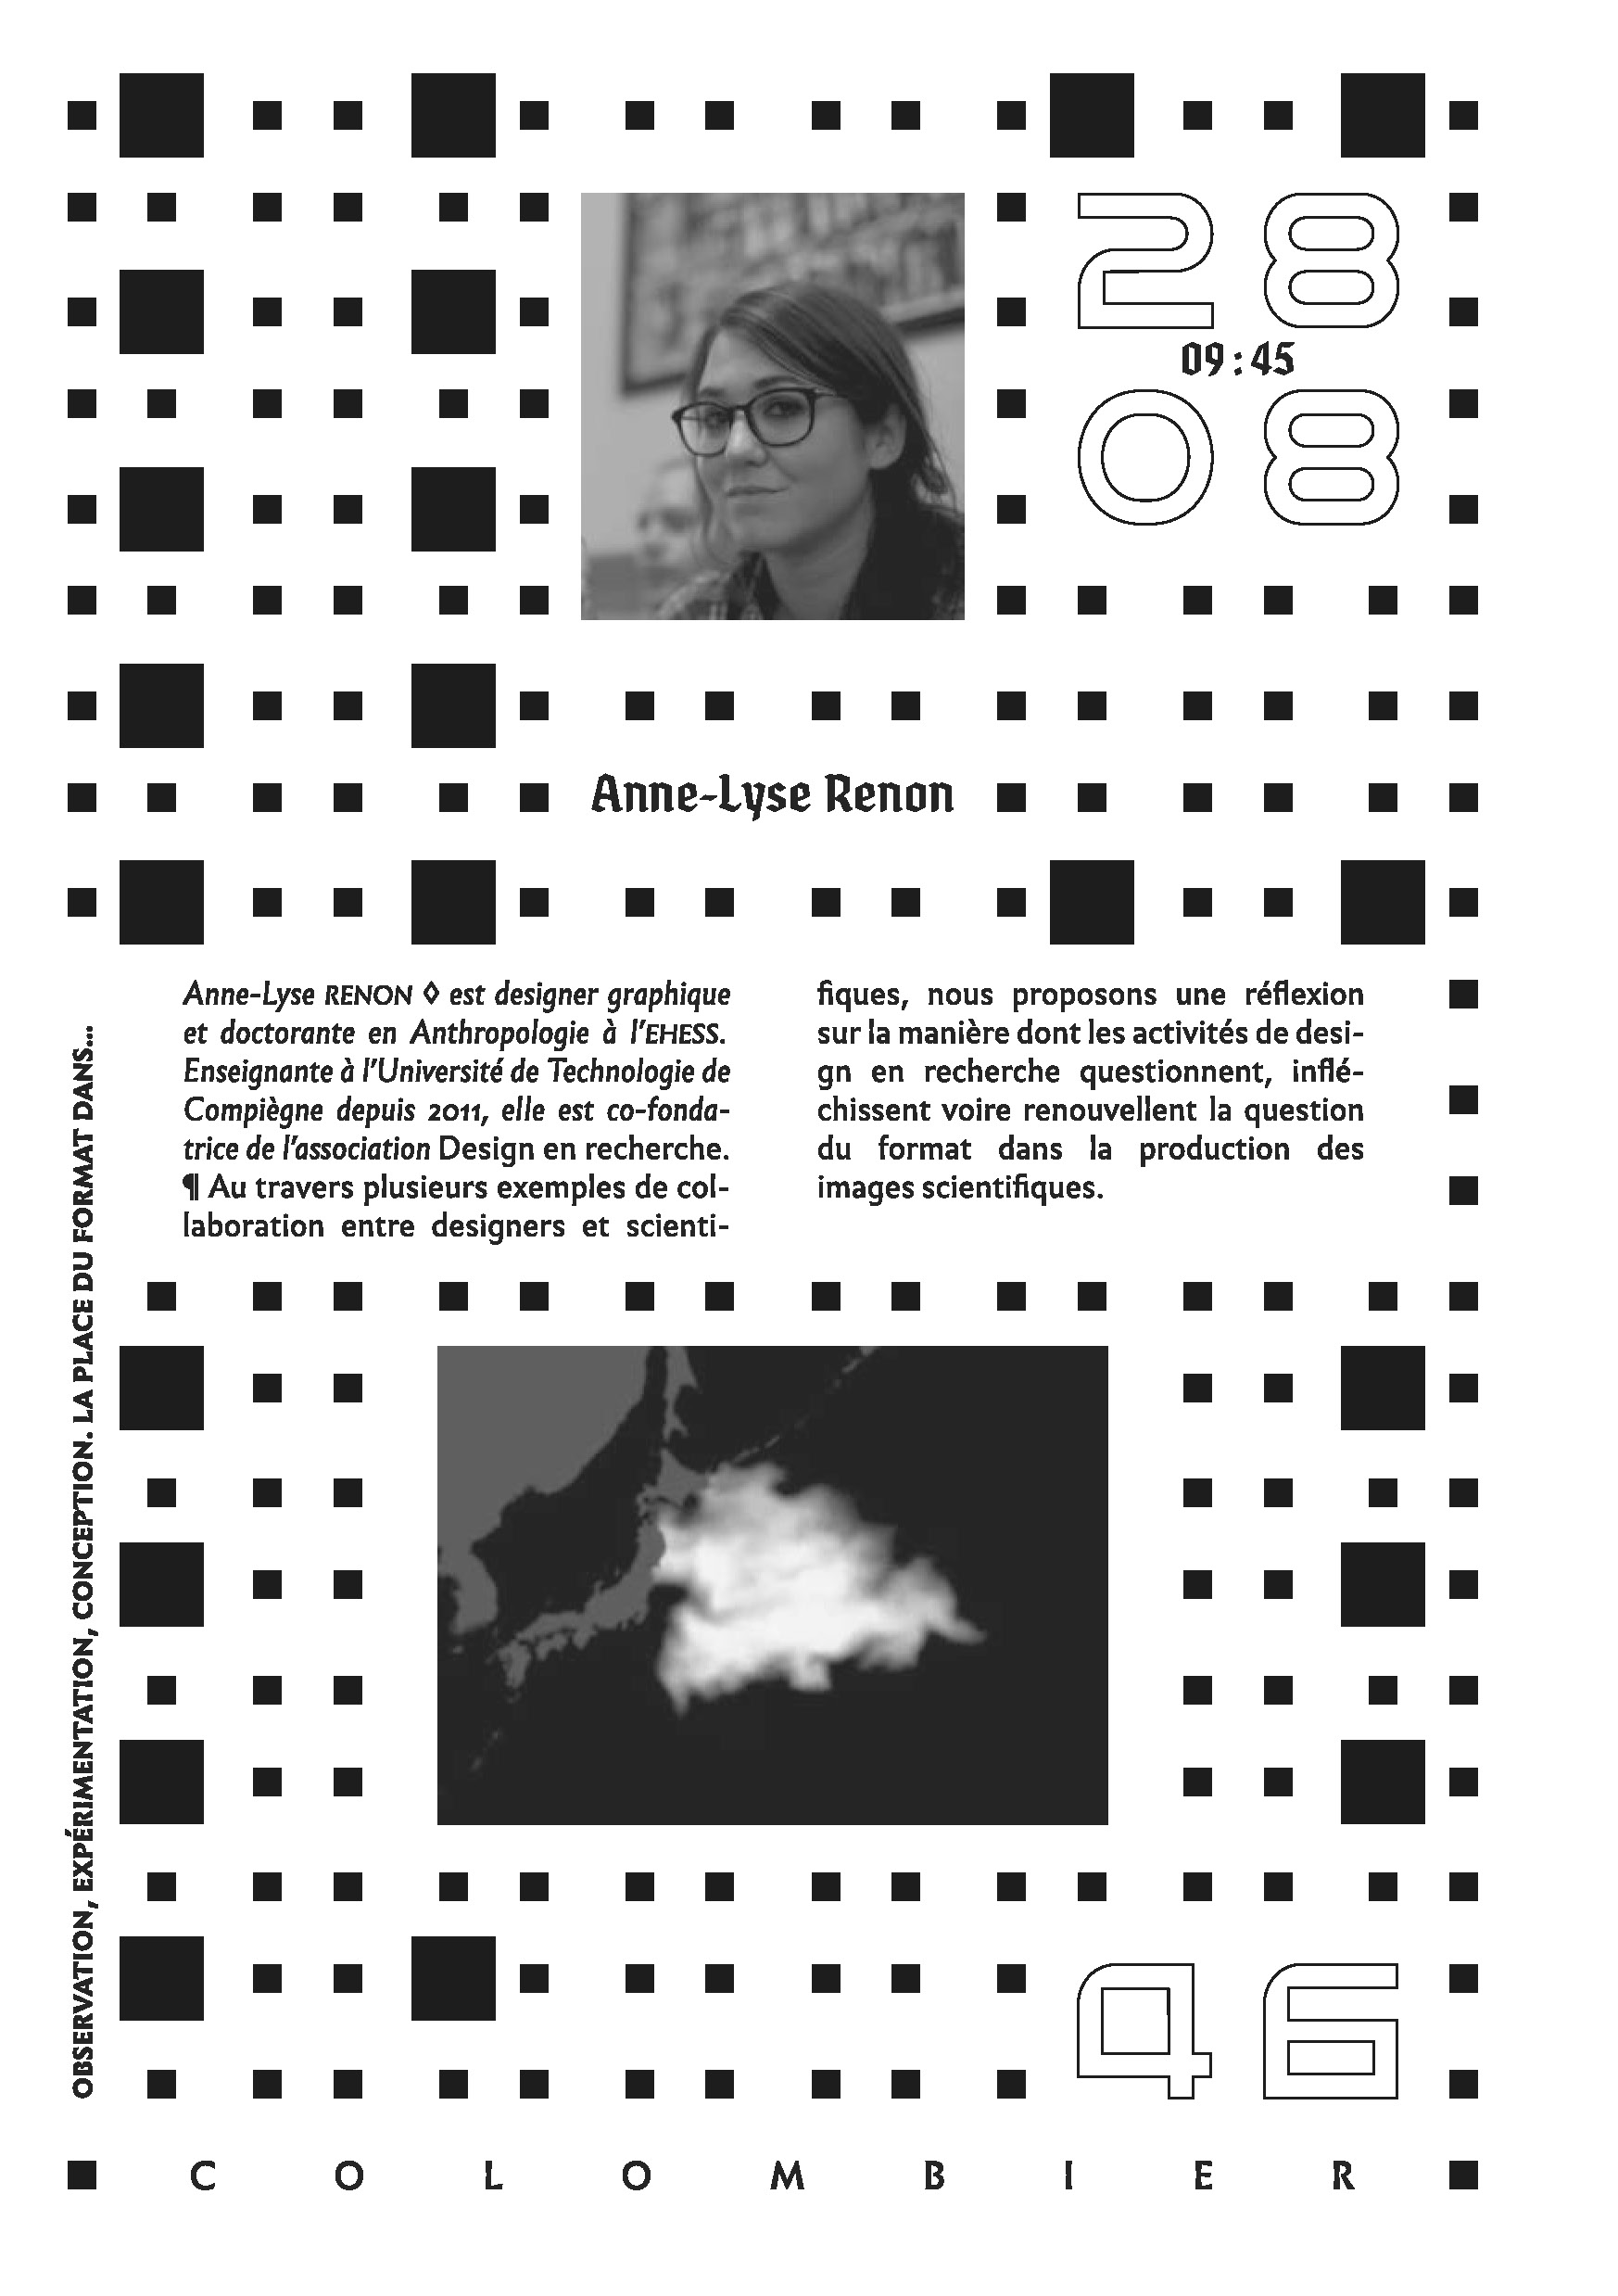 28
09:45
08
Anne-Lyse Renon
Anne-Lyse RENON ◊ est designer graphique
et doctorante en Anthropologie à l’EHESS.
Enseignante à l’Université de Technologie de
Compiègne depuis 2011, elle est co-fonda-
trice de l’association Design en recherche.
¶ Au travers plusieurs exemples de col-
laboration entre designers et scienti-
fiques, nous proposons une réflexion
sur la manière dont les activités de desi-
gn en recherche questionnent, inflé-
chissent voire renouvellent la question
du format dans la production des
images scientifiques.
OBSERVATION, EXPÉRIMENTATION, CONCEPTION. LA PLACE DU FORMAT DANS...
46
COLOMBIER